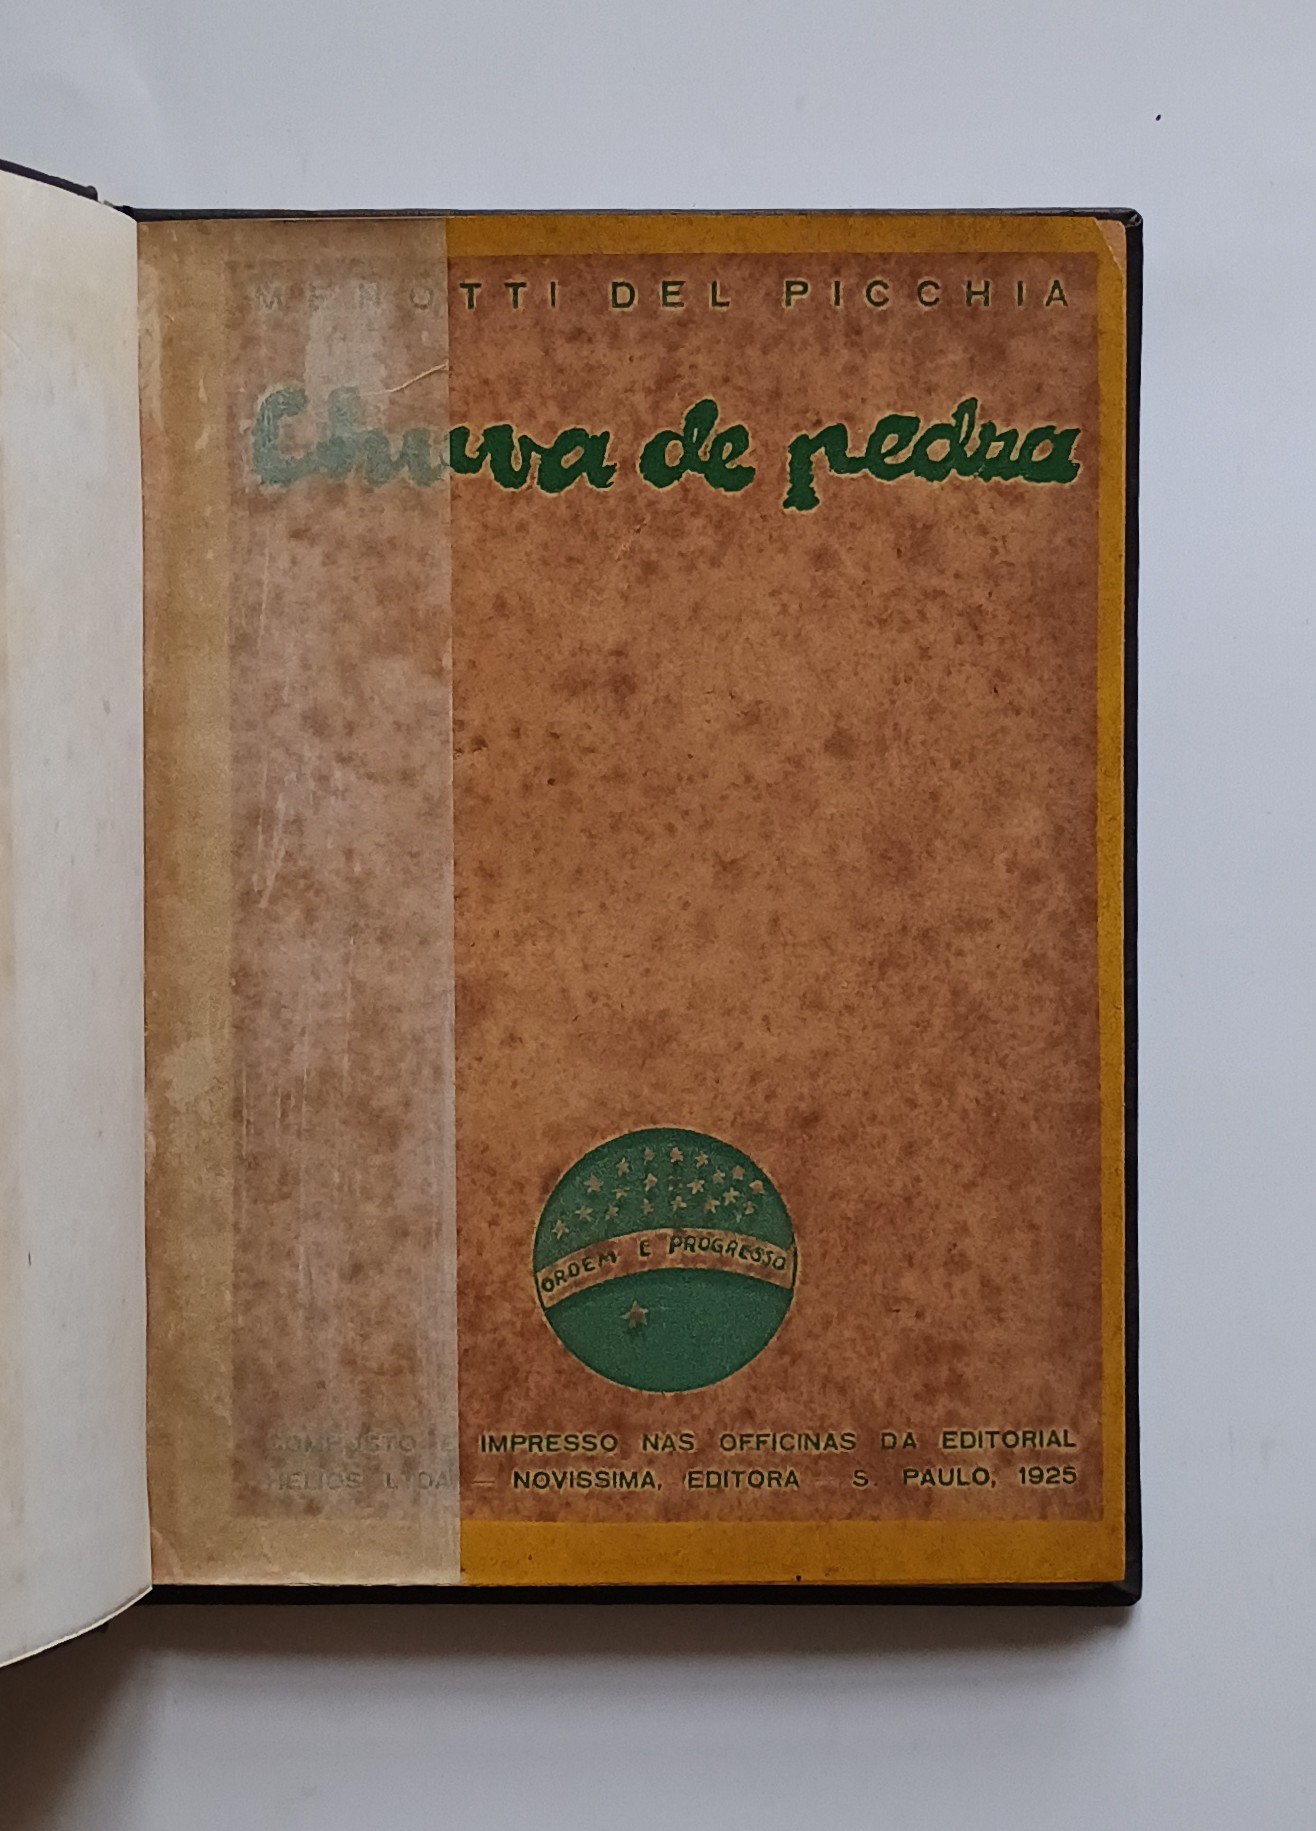 MENOTTI DEL PICCHIA
Chuva de pedra
ORDEM E PROGRESSO
COMPOSTO E IMPRESSO NAS OFFICINAS DA EDITORIAL
HELIOS LTDA — NOVISSIMA, EDITORA — S. PAULO, 1925